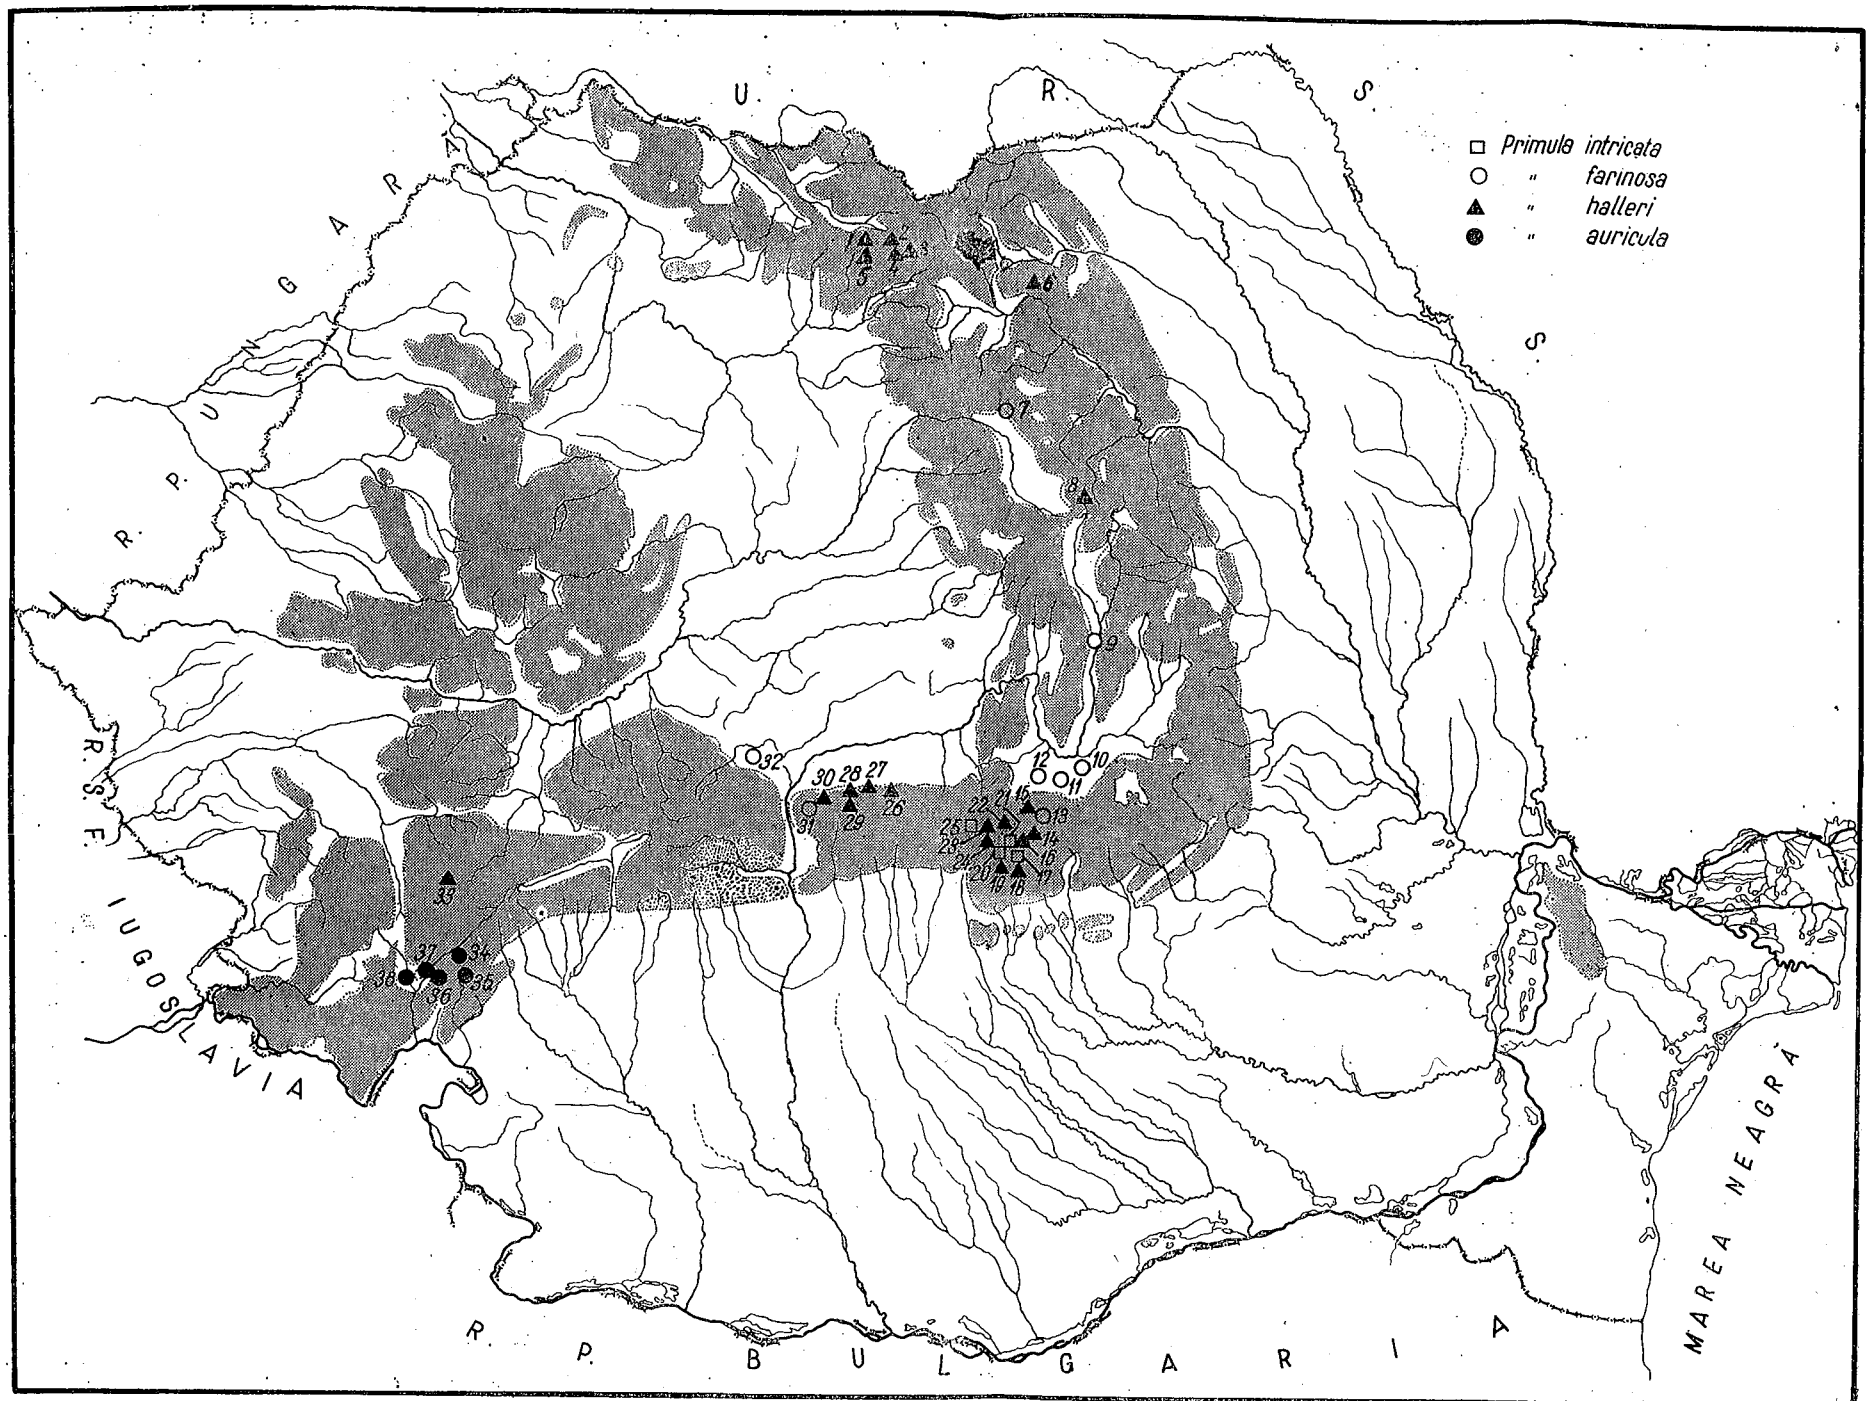 U. R. S. S.
□ Primula intricata
○ " farinosa
▲ " halleri
● " auricula
R. P. UNGARĂ
1 2
3
4
5
6
7
8
9
32
12 10
11
30 28 27
31 29 26
22 21 15 13
25 14
23 16
24
20 19 18 17
33
37 34
38 36 35
R. S. F. IUGOSLAVIA
MAREA NEAGRĂ
R. P. BULGARIA